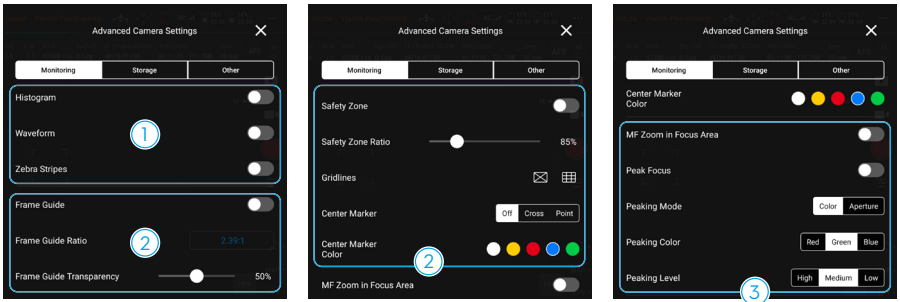 Advanced Camera Settings
Monitoring Storage Other
Histogram
Waveform
1
Zebra Stripes
Frame Guide
Frame Guide Ratio 2.39:1
2
Frame Guide Transparency 50%
Advanced Camera Settings
Monitoring Storage Other
Safety Zone
Safety Zone Ratio 85%
Gridlines
Center Marker Off Cross Point
Center Marker
Color
2
MF Zoom in Focus Area
Advanced Camera Settings
Monitoring Storage Other
Center Marker
Color
MF Zoom in Focus Area
Peak Focus
Peaking Mode Color Aperture
Peaking Color Red Green Blue
Peaking Level High Medium Low
3